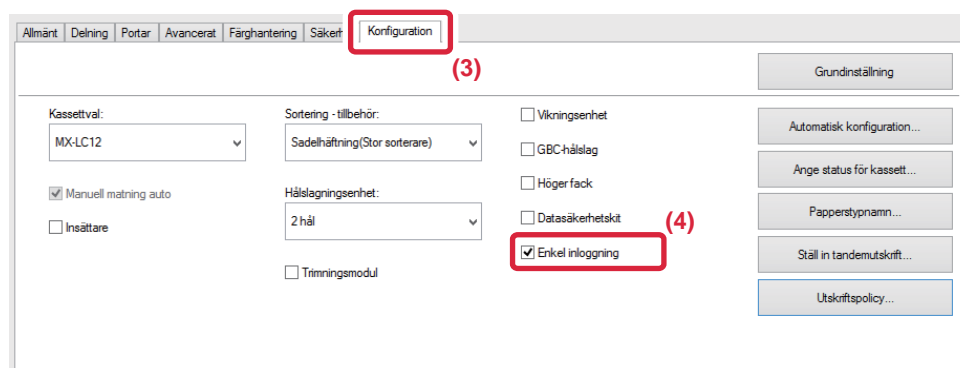 Allmänt Delning Portar Avancerat Färghantering Säkerh Konfiguration
(3)
Grundinställning
Kassettval:
MX-LC12
Manuell matning auto
Insättare
Sortering - tillbehör:
Sadelhäftning(Stor sorterare)
Hålslagningsenhet:
2 hål
Trimningsmodul
Vikningsenhet
GBC-hålslag
Höger fack
Datasäkerhetskit
(4)
Enkel inloggning
Automatisk konfiguration...
Ange status för kassett...
Papperstypnamn...
Ställ in tandemutskrift...
Utskriftspolicy...